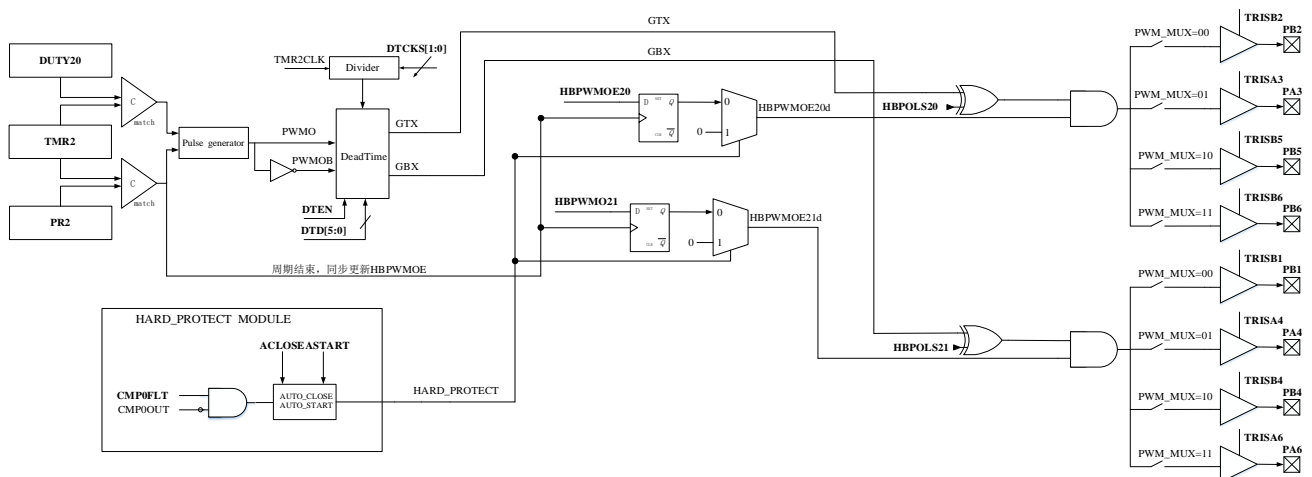 DUTY20
TMR2
PR2
C
match
C
match
Pulse generator
PWMO
PWMOB
TMR2CLK
Divider
DTCKS[1:0]
DeadTime
GTX
GBX
DTEN
DTD[5:0]
周期结束，同步更新HBPWMOE
GTX
GBX
HBPWMOE20
D SET Q
CLR Q
0
0
1
HBPWMOE20d
HBPWMO21
D SET Q
CLR Q
0
0
1
HBPWMOE21d
HBPOLS20
HBPOLS21
HARD_PROTECT MODULE
ACLOSEASTART
CMP0FLT
CMP0OUT
AUTO_CLOSE
AUTO_START
HARD_PROTECT
PWM_MUX=00
TRISB2
PB2
PWM_MUX=01
TRISA3
PA3
PWM_MUX=10
TRISB5
PB5
PWM_MUX=11
TRISB6
PB6
PWM_MUX=00
TRISB1
PB1
PWM_MUX=01
TRISA4
PA4
PWM_MUX=10
TRISB4
PB4
PWM_MUX=11
TRISA6
PA6